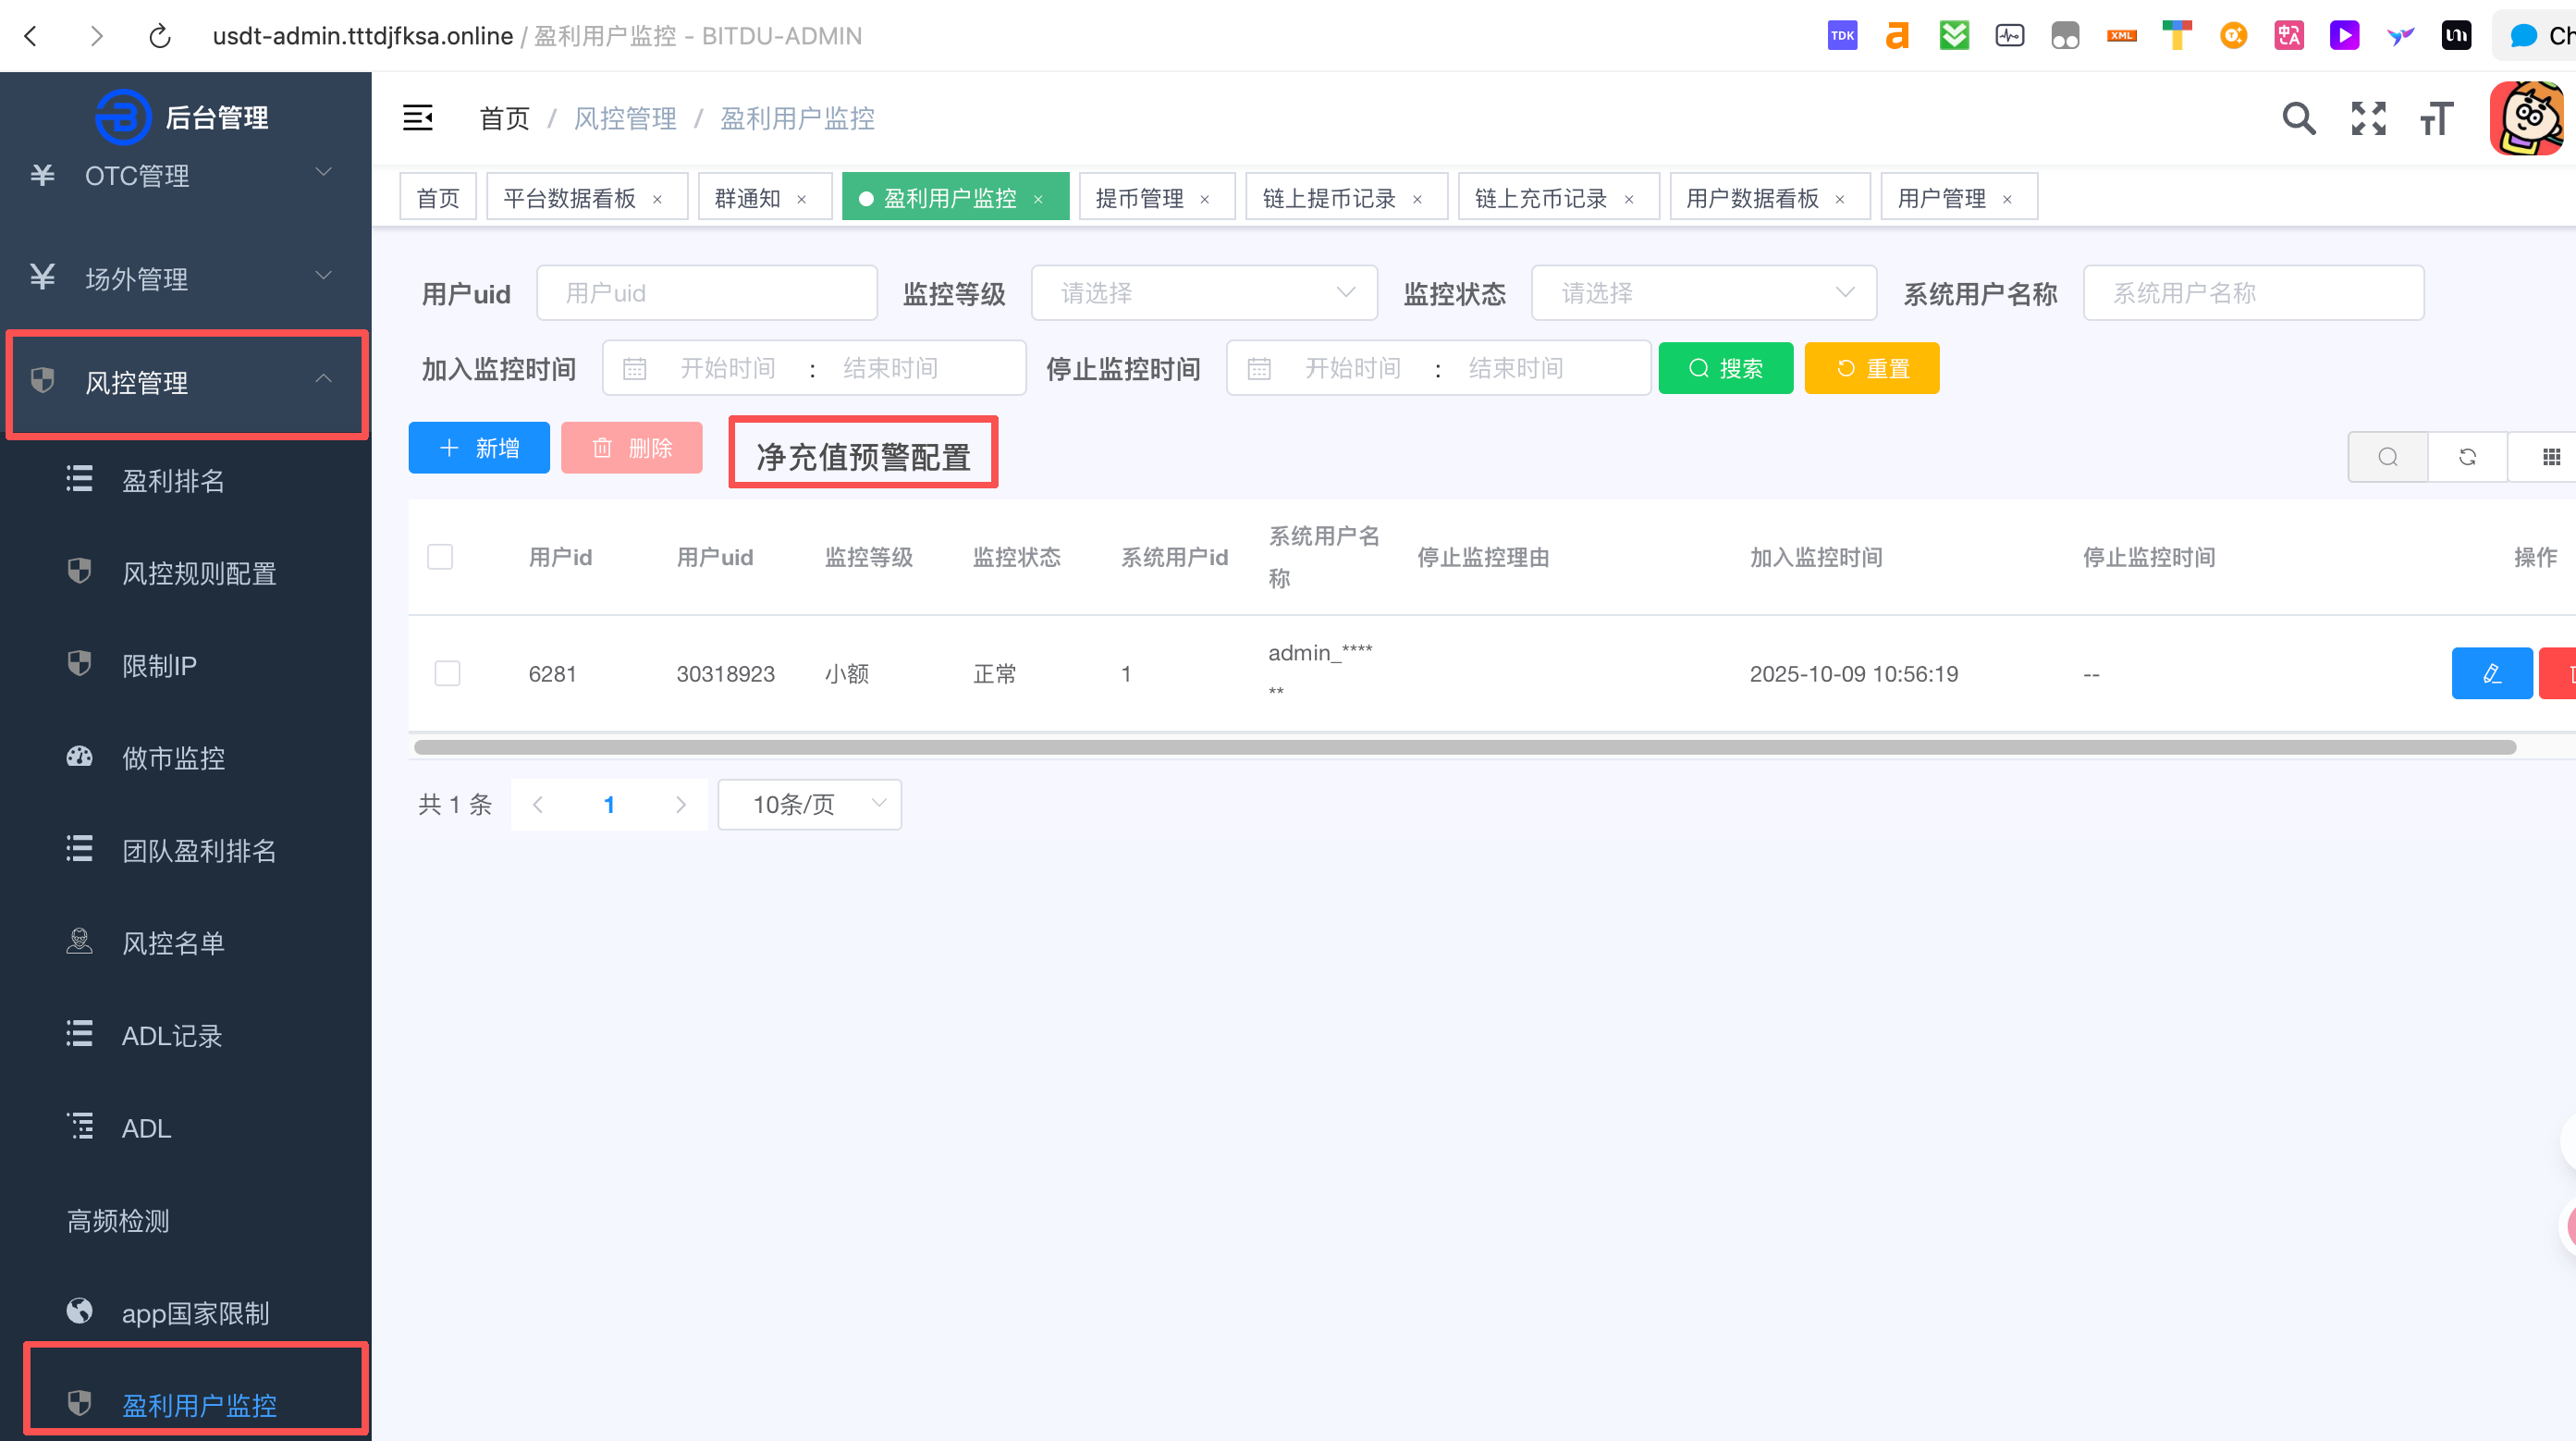 usdt-admin.tttdjfksa.online / 盈利用户监控 – BITDU-ADMIN
TDK
XML
Ch
后台管理
OTC管理
场外管理
风控管理
盈利排名
风控规则配置
限制IP
做市监控
团队盈利排名
风控名单
ADL记录
ADL
高频检测
app国家限制
盈利用户监控
首页 / 风控管理 / 盈利用户监控
首页 平台数据看板 × 群通知 × 盈利用户监控 × 提币管理 × 链上提币记录 × 链上充币记录 × 用户数据看板 × 用户管理 ×
用户uid 用户uid 监控等级 请选择 监控状态 请选择 系统用户名称 系统用户名称
加入监控时间 开始时间 : 结束时间 停止监控时间 开始时间 : 结束时间 搜索 重置
新增 删除 净充值预警配置
用户id 用户uid 监控等级 监控状态 系统用户id 系统用户名称 停止监控理由 加入监控时间 停止监控时间 操作
6281 30318923 小额 正常 1 admin_****** 2025-10-09 10:56:19 --
共 1 条 1 10条/页